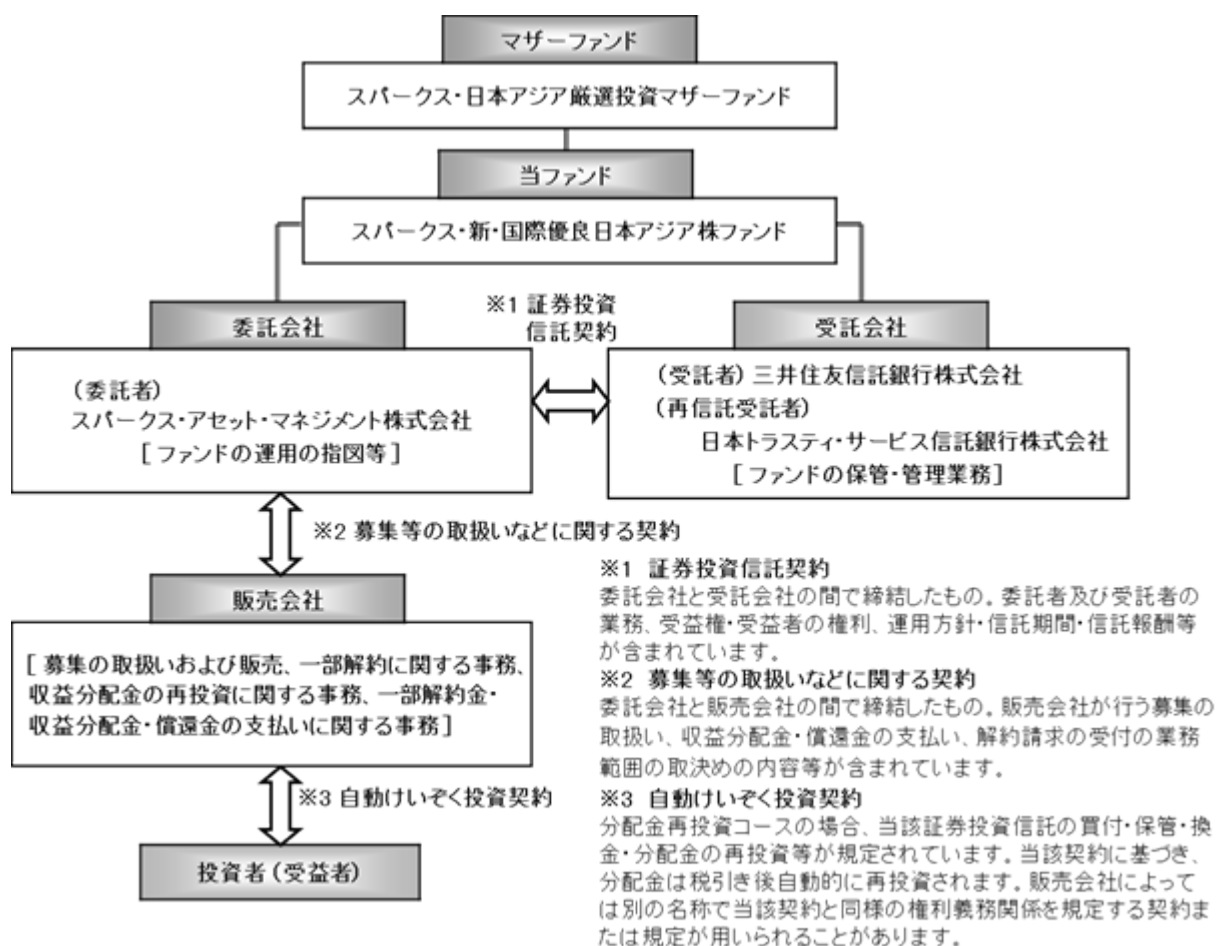 マザーファンド
スパークス・日本アジア厳選投資マザーファンド
当ファンド
スパークス・新・国際優良日本アジア株ファンド
委託会社
※1 証券投資
信託契約
受託会社
(委託者)
スパークス・アセット・マネジメント株式会社
[ファンドの運用の指図等]
(受託者)三井住友信託銀行株式会社
(再信託受託者)
日本トラスティ・サービス信託銀行株式会社
[ファンドの保管・管理業務]
※2 募集等の取扱いなどに関する契約
販売会社
[募集の取扱いおよび販売、一部解約に関する事務、
収益分配金の再投資に関する事務、一部解約金・
収益分配金・償還金の支払いに関する事務]
※3 自動けいぞく投資契約
投資者(受益者)
※1 証券投資信託契約
委託会社と受託会社の間で締結したもの。委託者及び受託者の
業務、受益権・受益者の権利、運用方針・信託期間・信託報酬等
が含まれています。
※2 募集等の取扱いなどに関する契約
委託会社と販売会社の間で締結したもの。販売会社が行う募集の
取扱い、収益分配金・償還金の支払い、解約請求の受付の業務
範囲の取決めの内容等が含まれています。
※3 自動けいぞく投資契約
分配金再投資コースの場合、当該証券投資信託の買付・保管・換
金・分配金の再投資等が規定されています。当該契約に基づき、
分配金は税引き後自動的に再投資されます。販売会社によって
は別の名称で当該契約と同様の権利義務関係を規定する契約ま
たは規定が用いられることがあります。